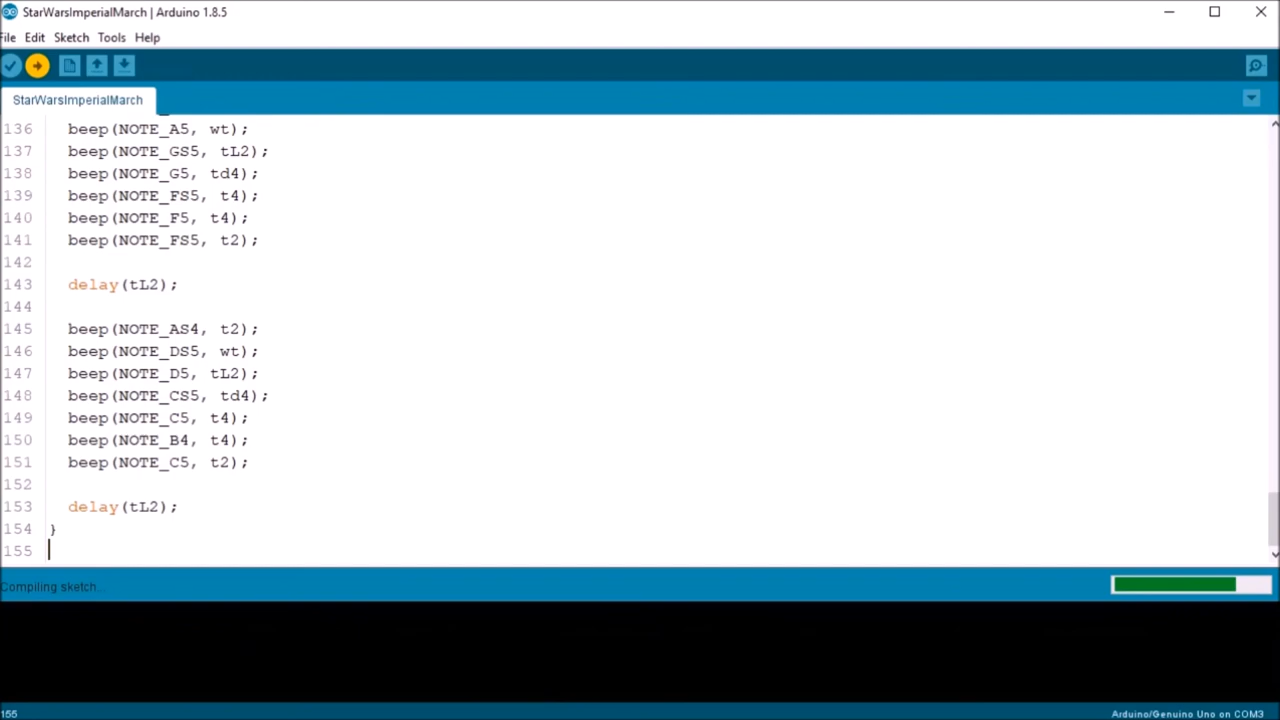 StarWarsImperialMarch | Arduino 1.8.5
File Edit Sketch Tools Help
StarWarsImperialMarch
136 beep(NOTE_A5, wt);
137 beep(NOTE_GS5, tL2);
138 beep(NOTE_G5, td4);
139 beep(NOTE_FS5, t4);
140 beep(NOTE_F5, t4);
141 beep(NOTE_FS5, t2);
142
143 delay(tL2);
144
145 beep(NOTE_AS4, t2);
146 beep(NOTE_DS5, wt);
147 beep(NOTE_D5, tL2);
148 beep(NOTE_CS5, td4);
149 beep(NOTE_C5, t4);
150 beep(NOTE_B4, t4);
151 beep(NOTE_C5, t2);
152
153 delay(tL2);
154 }
155
Compiling sketch...
155 Arduino/Genuino Uno on COM3